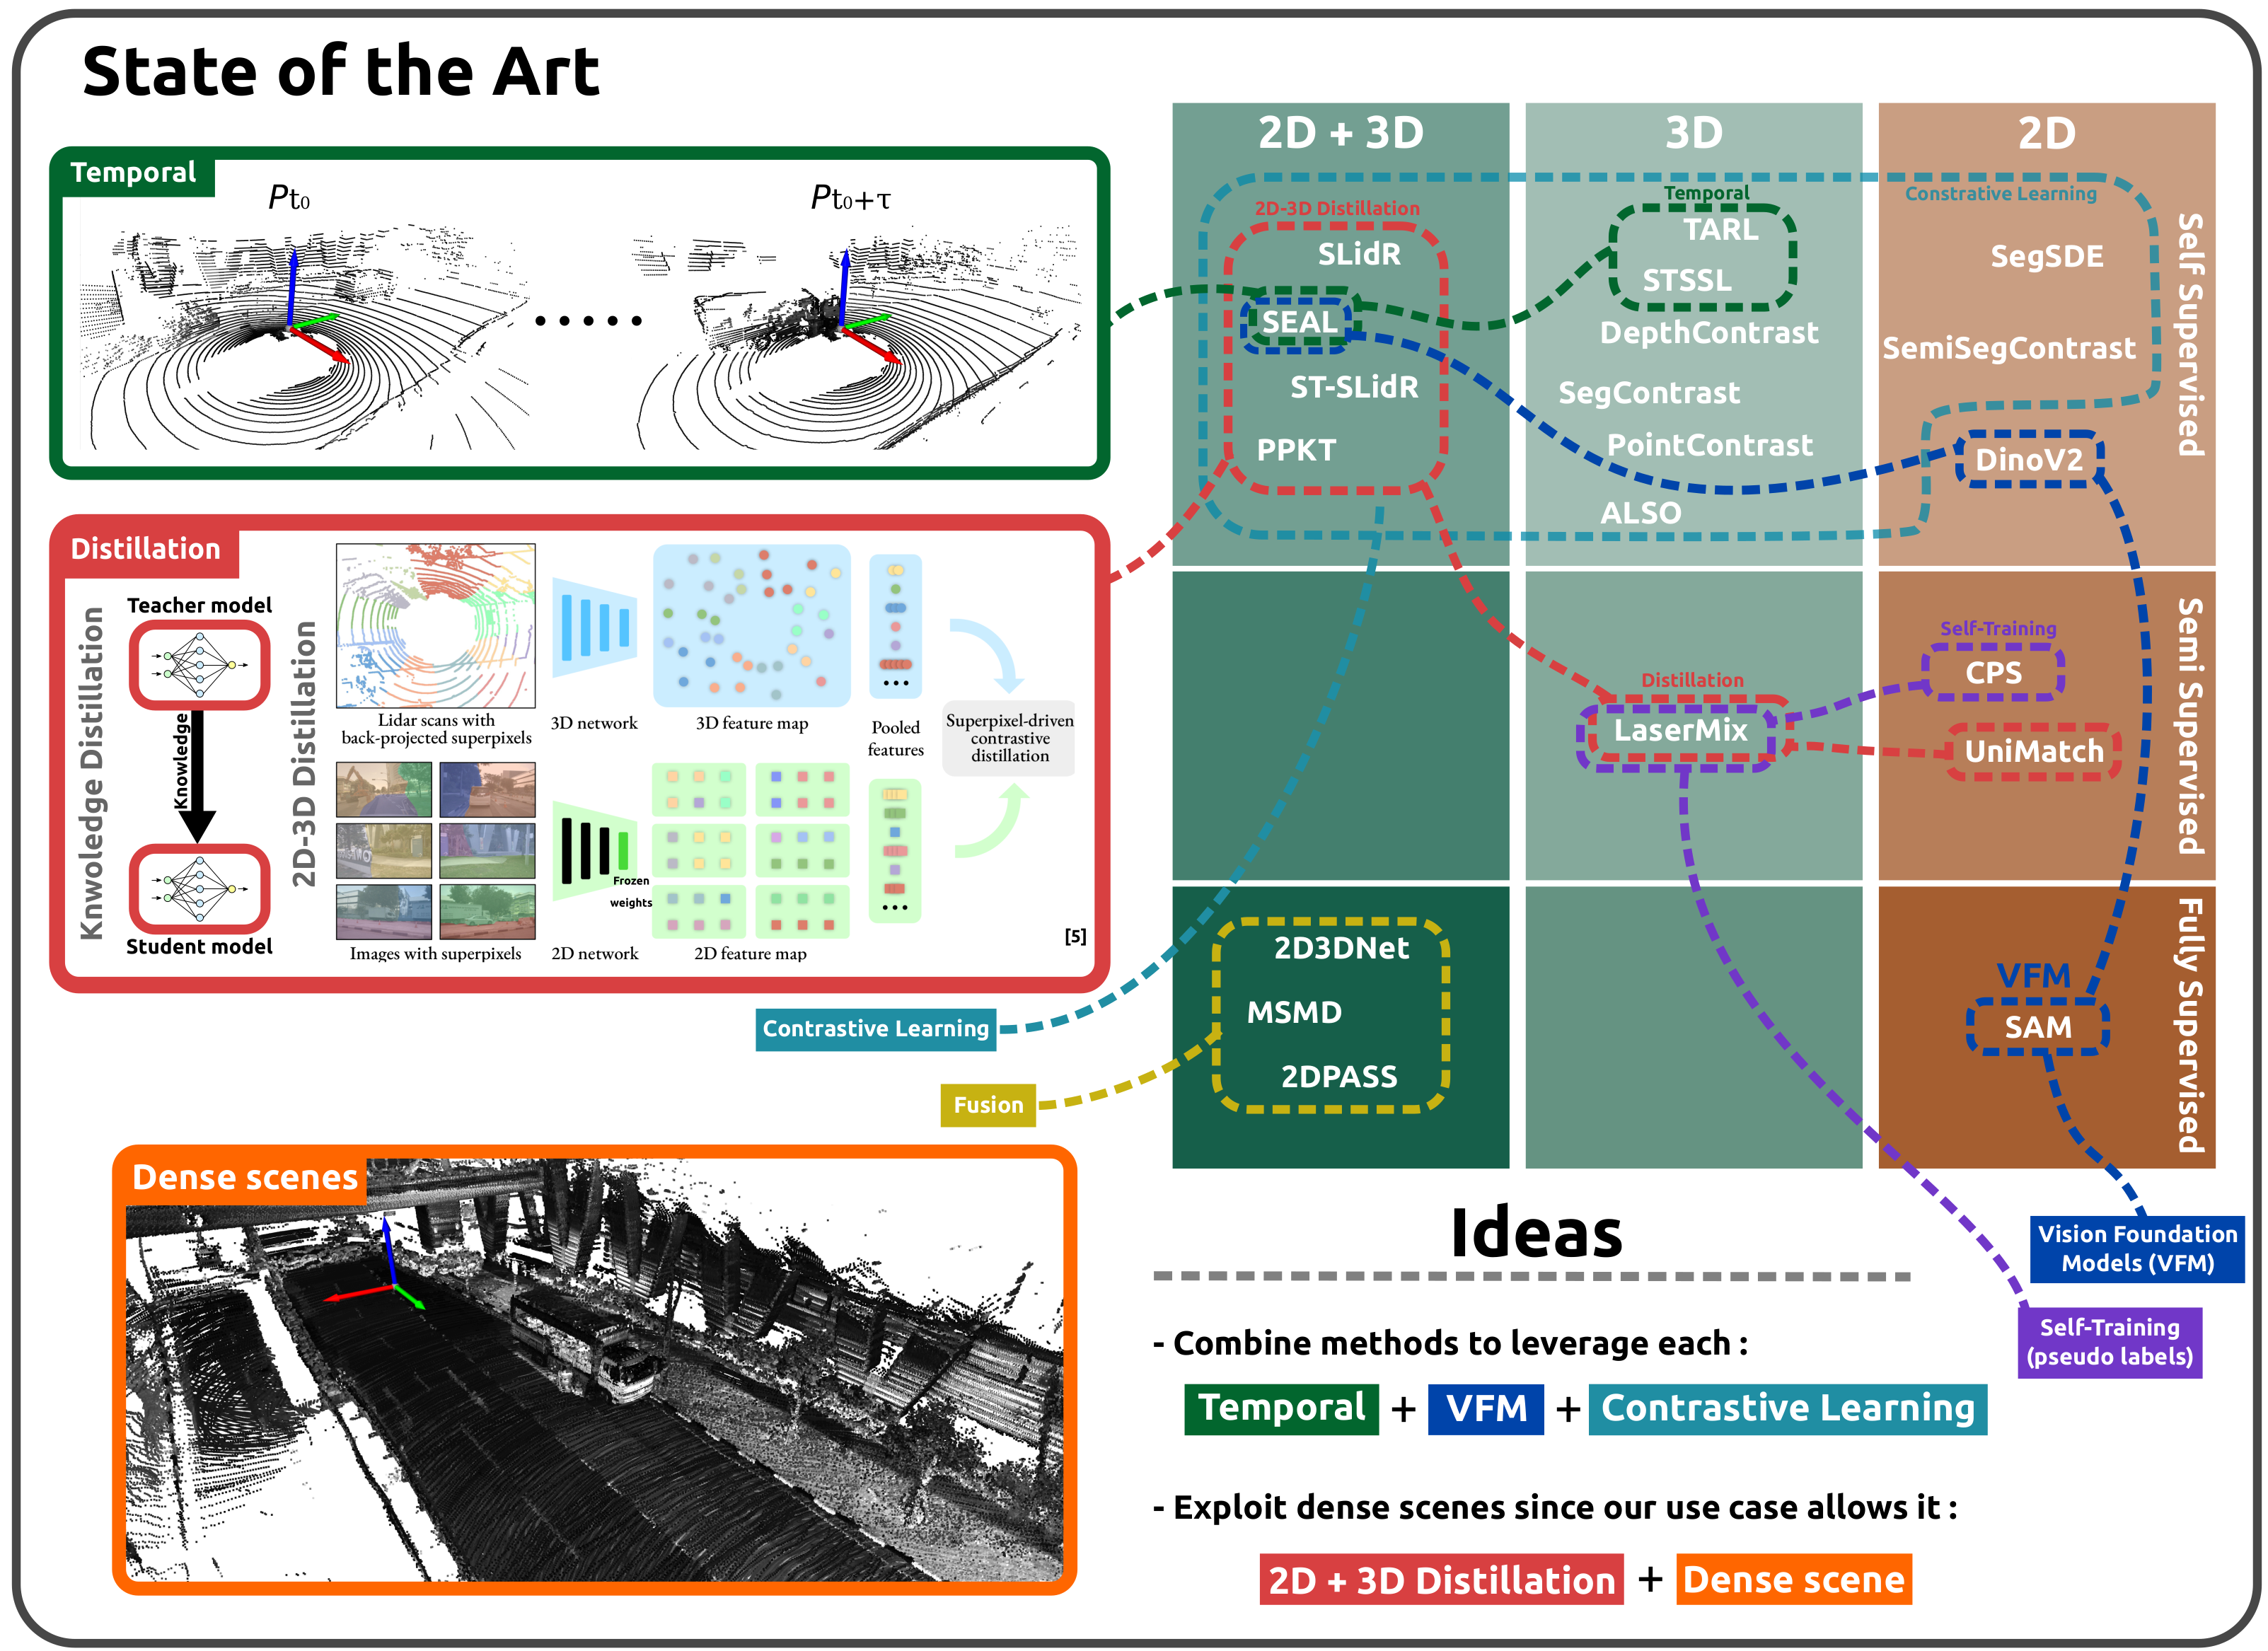 State of the Art
Temporal
Pt0
Pt0+τ
Distillation
Knwoledge Distillation
Teacher model
Knowledge
Student model
2D-3D Distillation
Lidar scans with
back-projected superpixels
3D network
3D feature map
Pooled
features
Superpixel-driven
contrastive
distillation
Frozen
weights
Images with superpixels
2D network
2D feature map
[5]
Contrastive Learning
Fusion
Dense scenes
2D + 3D
3D
2D
Self Supervised
Semi Supervised
Fully Supervised
2D-3D Distillation
SLidR
SEAL
ST-SLidR
PPKT
Temporal
TARL
STSSL
DepthContrast
SegContrast
PointContrast
ALSO
Constrative Learning
SegSDE
SemiSegContrast
DinoV2
Distillation
LaserMix
Self-Training
CPS
UniMatch
2D3DNet
MSMD
2DPASS
VFM
SAM
Vision Foundation
Models (VFM)
Self-Training
(pseudo labels)
Ideas
- Combine methods to leverage each :
Temporal + VFM + Contrastive Learning
- Exploit dense scenes since our use case allows it :
2D + 3D Distillation + Dense scene